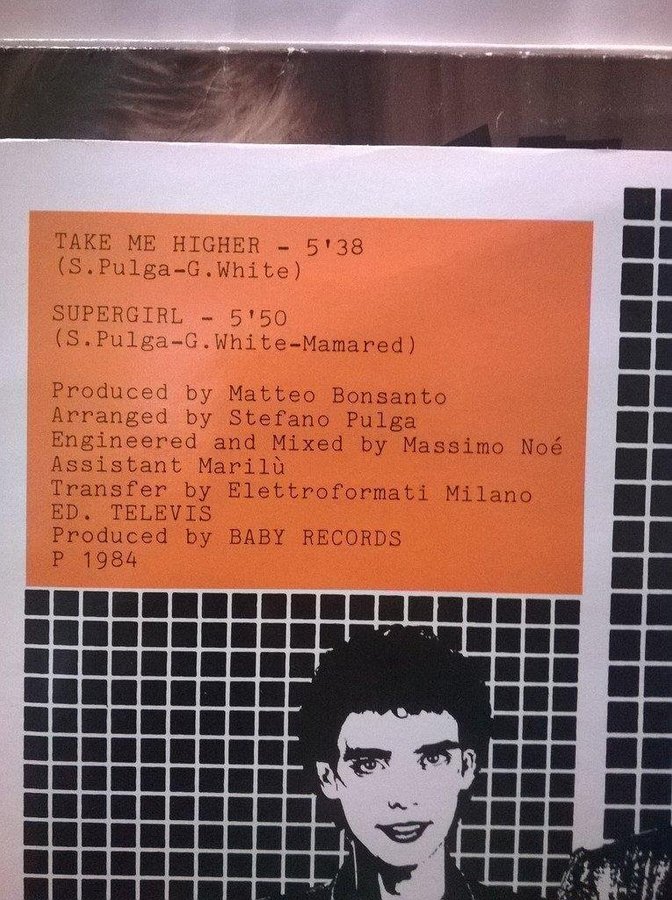 TAKE ME HIGHER - 5'38
(S.Pulga-G.White)
SUPERGIRL - 5'50
(S.Pulga-G.White-Mamared)
Produced by Matteo Bonsanto
Arranged by Stefano Pulga
Engineered and Mixed by Massimo Noé
Assistant Marilù
Transfer by Elettroformati Milano
ED. TELEVIS
Produced by BABY RECORDS
P 1984